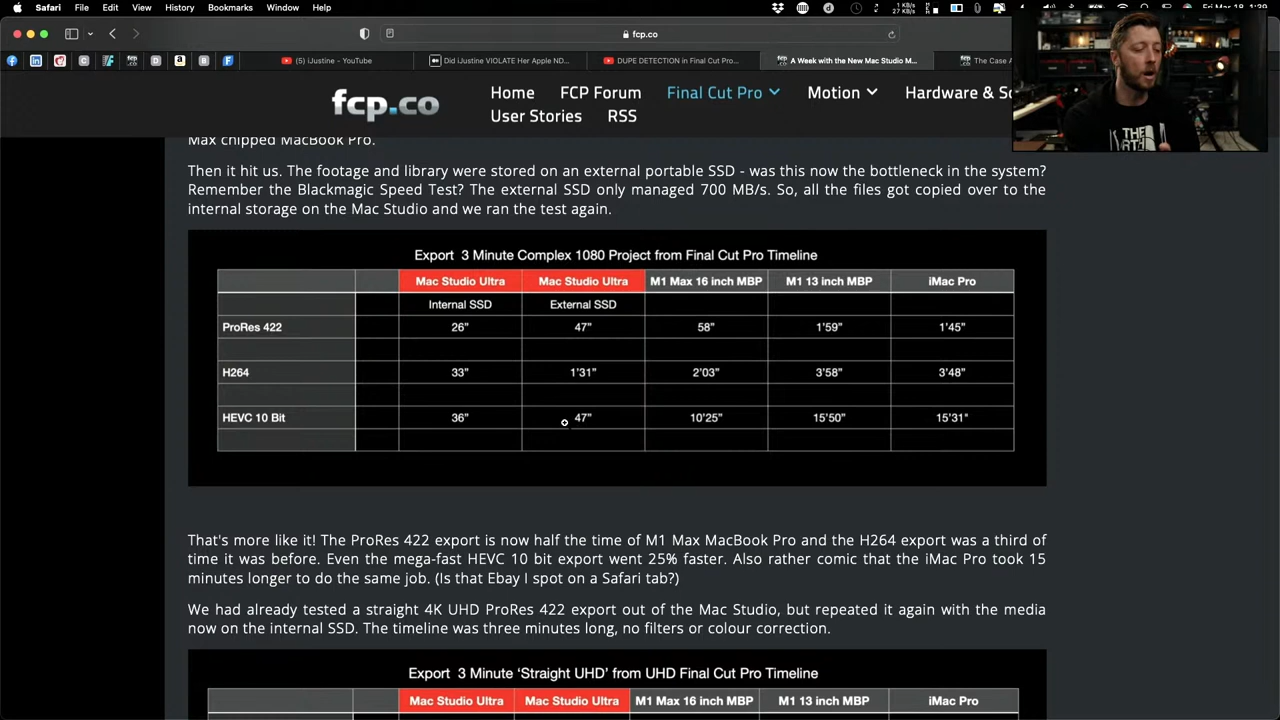 Safari File Edit View History Bookmarks Window Help
1 KB/s
27 KB/s
Fri Mar 18 1:39
fcp.co
(5) iJustine - YouTube
Did iJustine VIOLATE Her Apple ND...
DUPE DETECTION in Final Cut Pro...
A Week with the New Mac Studio M...
The Case A
fcp.co
Home FCP Forum Final Cut Pro Motion Hardware & So
User Stories RSS
THE
Max chipped MacBook Pro.
Then it hit us. The footage and library were stored on an external portable SSD - was this now the bottleneck in the system?
Remember the Blackmagic Speed Test? The external SSD only managed 700 MB/s. So, all the files got copied over to the
internal storage on the Mac Studio and we ran the test again.
Export 3 Minute Complex 1080 Project from Final Cut Pro Timeline
Mac Studio Ultra Mac Studio Ultra M1 Max 16 inch MBP M1 13 inch MBP iMac Pro
Internal SSD External SSD
ProRes 422 26" 47" 58" 1'59" 1'45"
H264 33" 1'31" 2'03" 3'58" 3'48"
HEVC 10 Bit 36" 47" 10'25" 15'50" 15'31"
That's more like it! The ProRes 422 export is now half the time of M1 Max MacBook Pro and the H264 export was a third of
time it was before. Even the mega-fast HEVC 10 bit export went 25% faster. Also rather comic that the iMac Pro took 15
minutes longer to do the same job. (Is that Ebay I spot on a Safari tab?)
We had already tested a straight 4K UHD ProRes 422 export out of the Mac Studio, but repeated it again with the media
now on the internal SSD. The timeline was three minutes long, no filters or colour correction.
Export 3 Minute 'Straight UHD' from UHD Final Cut Pro Timeline
Mac Studio Ultra Mac Studio Ultra M1 Max 16 inch MBP M1 13 inch MBP iMac Pro